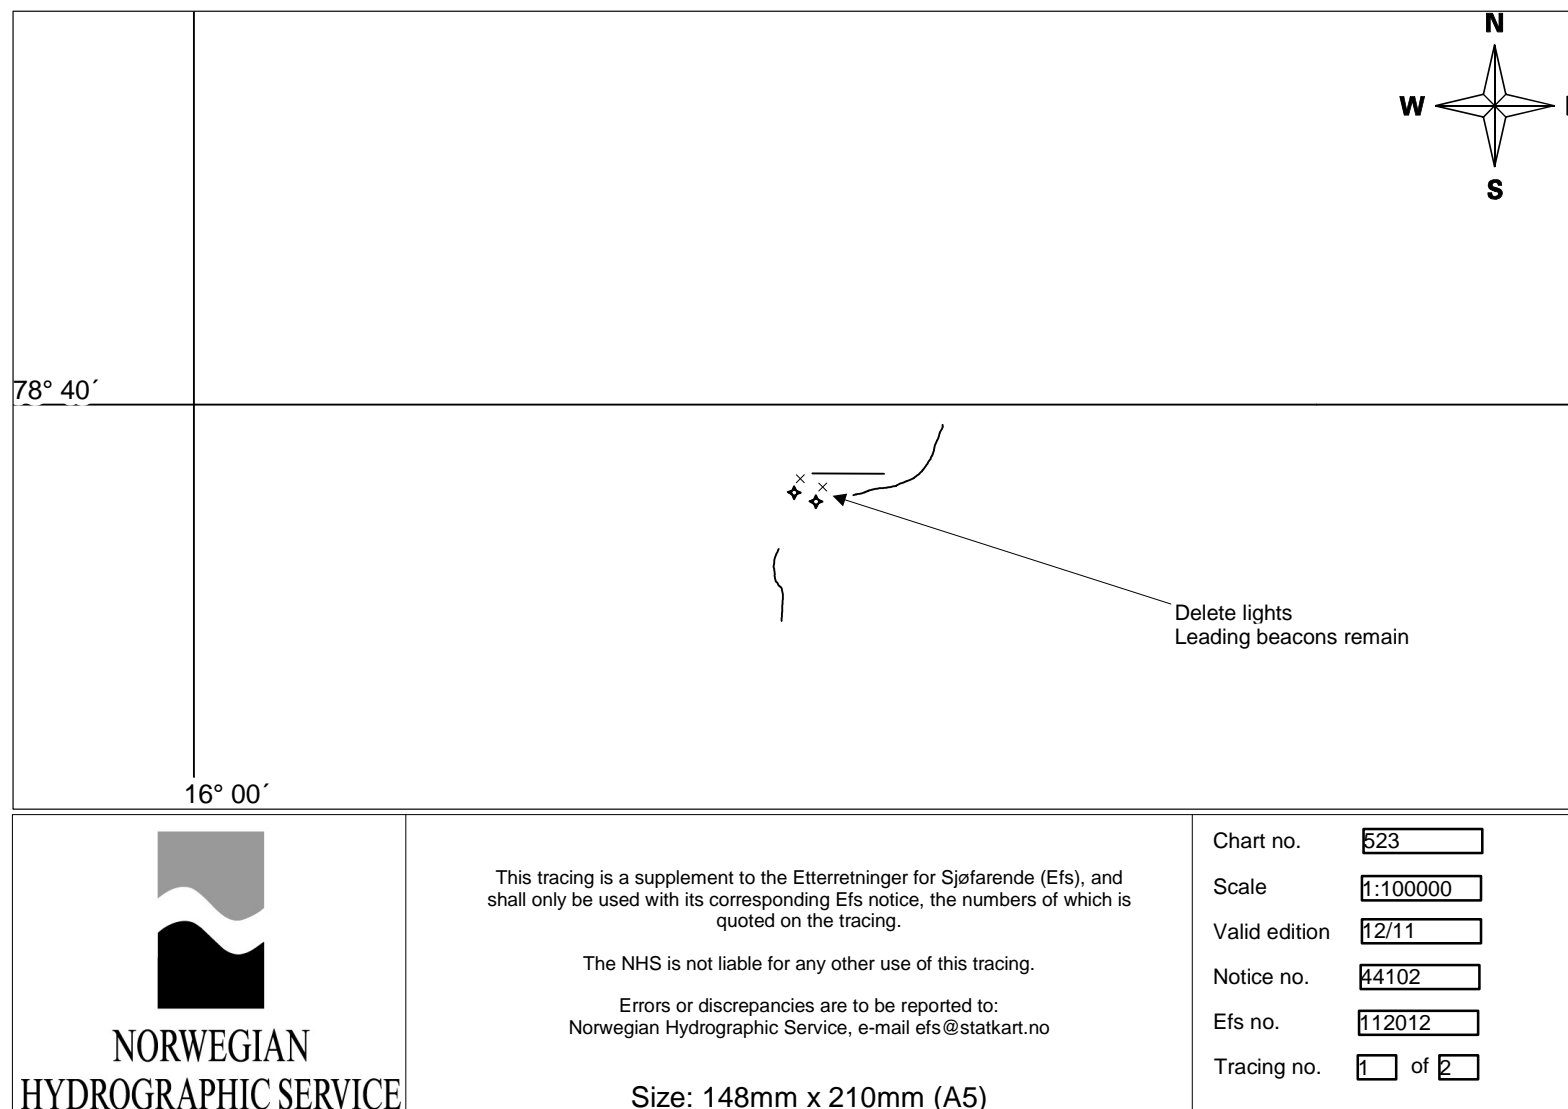 N
W
S
78° 40´
Delete lights
Leading beacons remain
16° 00´
NORWEGIAN
HYDROGRAPHIC SERVICE
This tracing is a supplement to the Etterretninger for Sjøfarende (Efs), and
shall only be used with its corresponding Efs notice, the numbers of which is
quoted on the tracing.
The NHS is not liable for any other use of this tracing.
Errors or discrepancies are to be reported to:
Norwegian Hydrographic Service, e-mail efs@statkart.no
Size: 148mm x 210mm (A5)
Chart no. 523
Scale 1:100000
Valid edition 12/11
Notice no. 44102
Efs no. 112012
Tracing no. 1 of 2